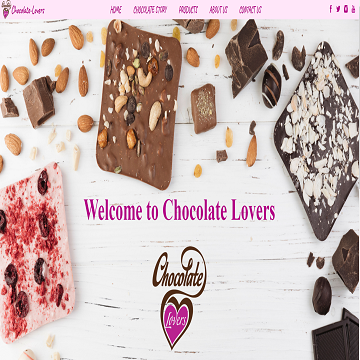 Chocolate Lovers
HOME CHOCOLATE STORY PRODUCTS ABOUT US CONTACT US
Welcome to Chocolate Lovers
Chocolate
Lovers